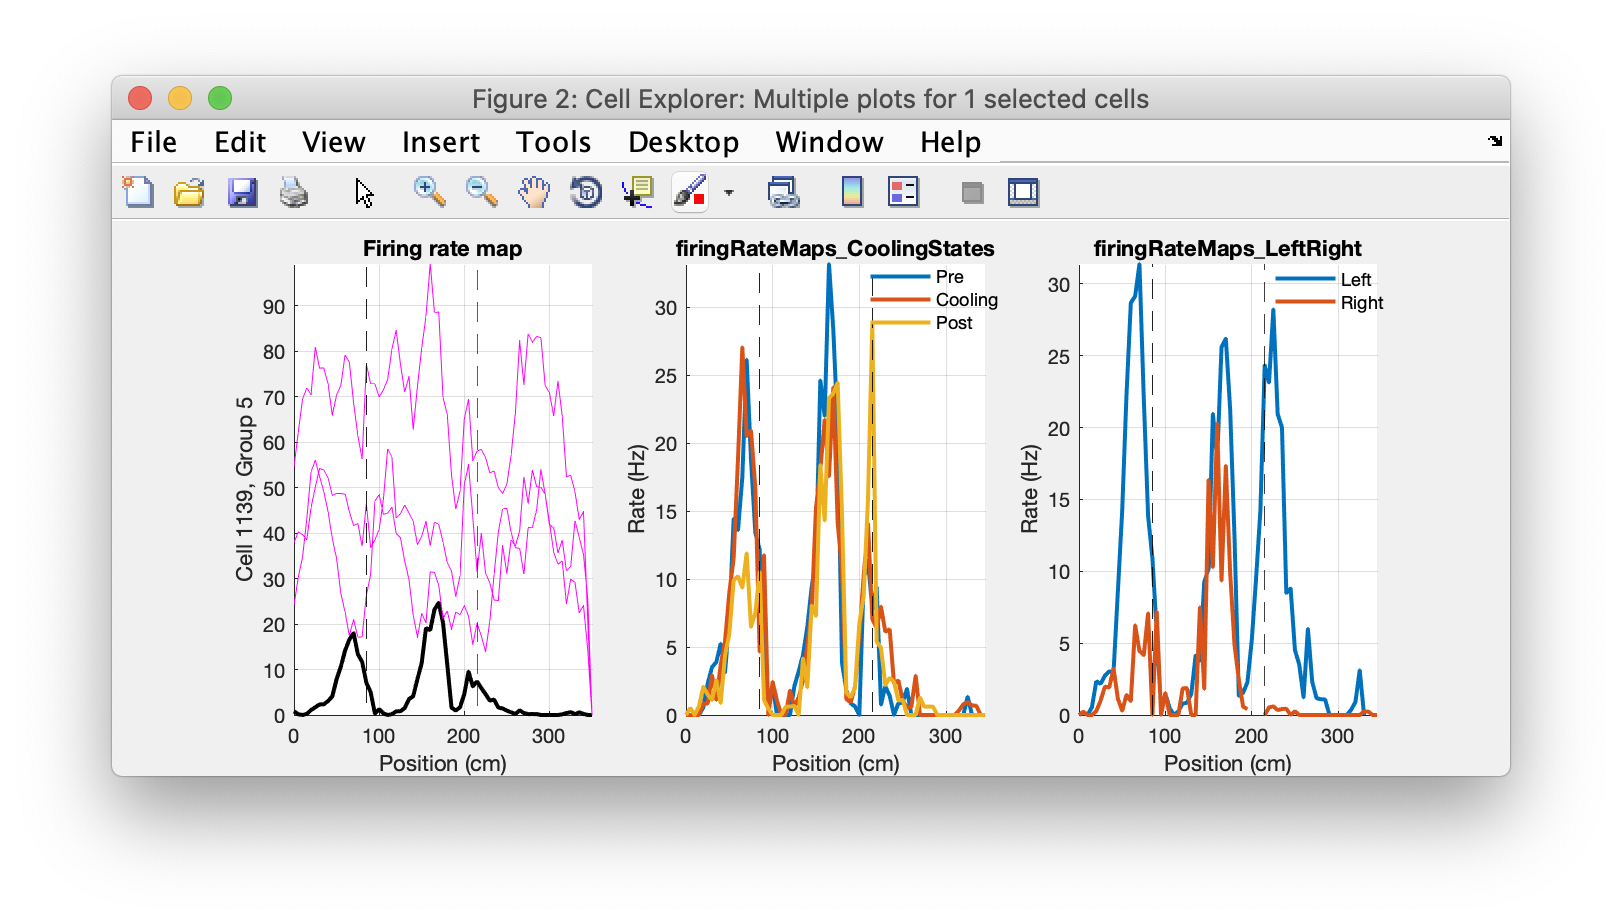 Figure 2: Cell Explorer: Multiple plots for 1 selected cells
File Edit View Insert Tools Desktop Window Help
Firing rate map
90
80
70
60
50
40
30
20
10
0
0 100 200 300
Position (cm)
Cell 1139, Group 5
firingRateMaps_CoolingStates
Pre
Cooling
Post
30
25
20
15
10
5
0
0 100 200 300
Position (cm)
Rate (Hz)
firingRateMaps_LeftRight
Left
Right
30
25
20
15
10
5
0
0 100 200 300
Position (cm)
Rate (Hz)